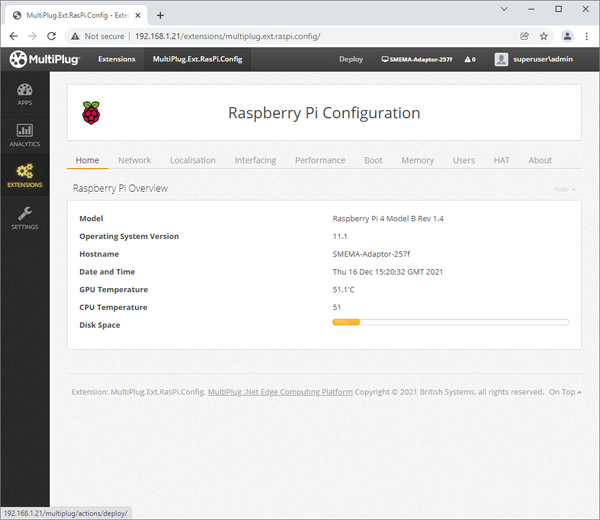 MultiPlug.Ext.RasPi.Config - Exte
Not secure | 192.168.1.21/extensions/multiplug.ext.raspi.config/
MultiPlug Extensions MultiPlug.Ext.RasPi.Config Deploy SMEMA-Adaptor-257f 0 superuser\admin
APPS
ANALYTICS
EXTENSIONS
SETTINGS
Raspberry Pi Configuration
Home Network Localisation Interfacing Performance Boot Memory Users HAT About
Raspberry Pi Overview
Model Raspberry Pi 4 Model B Rev 1.4
Operating System Version 11.1
Hostname SMEMA-Adaptor-257f
Date and Time Thu 16 Dec 15:20:32 GMT 2021
GPU Temperature 51.1'C
CPU Temperature 51
Disk Space
Extension: MultiPlug.Ext.RasPi.Config. MultiPlug .Net Edge Computing Platform Copyright © 2021 British Systems, all rights reserved. On Top
192.168.1.21/multiplug/actions/deploy/